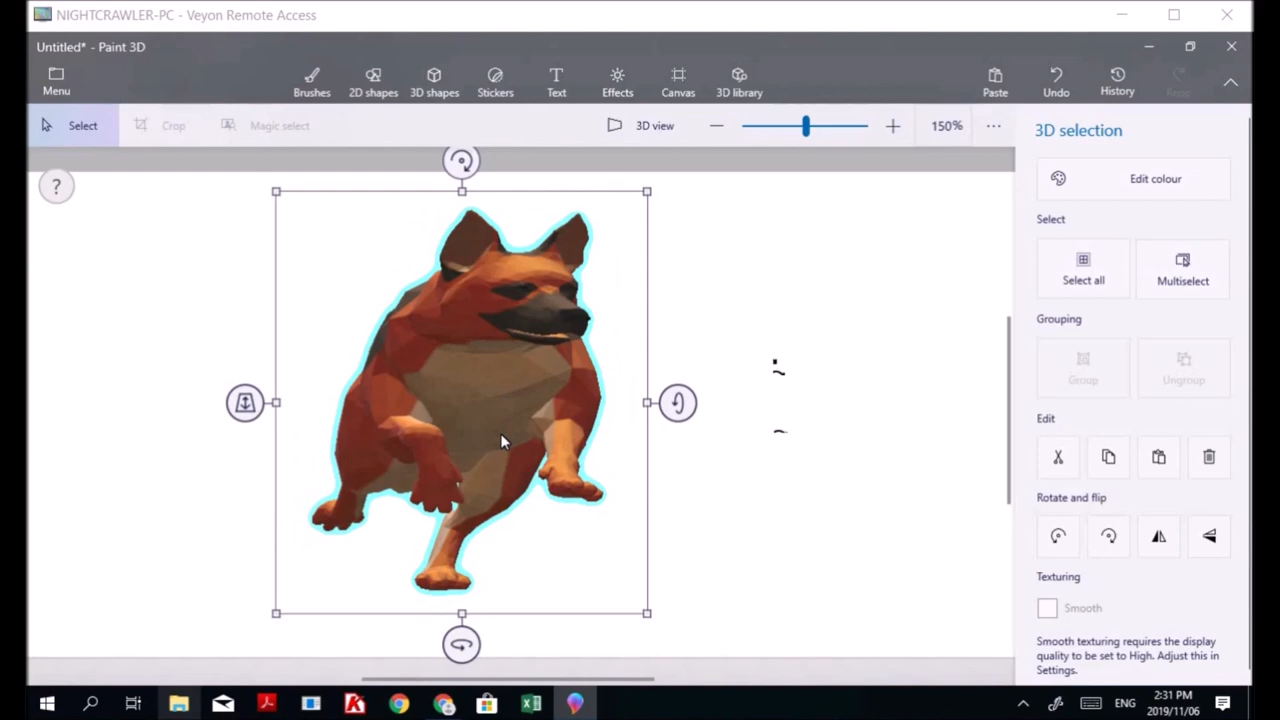 NIGHTCRAWLER-PC - Veyon Remote Access
Untitled* - Paint 3D
Menu
Brushes
2D shapes
3D shapes
Stickers
Text
Effects
Canvas
3D library
Paste
Undo
History
Redo
Select
Crop
Magic select
3D view
150%
?
3D selection
Edit colour
Select
Select all
Multiselect
Grouping
Group
Ungroup
Edit
Rotate and flip
Texturing
Smooth
Smooth texturing requires the display
quality to be set to High. Adjust this in
Settings.
ENG
2:31 PM
2019/11/06